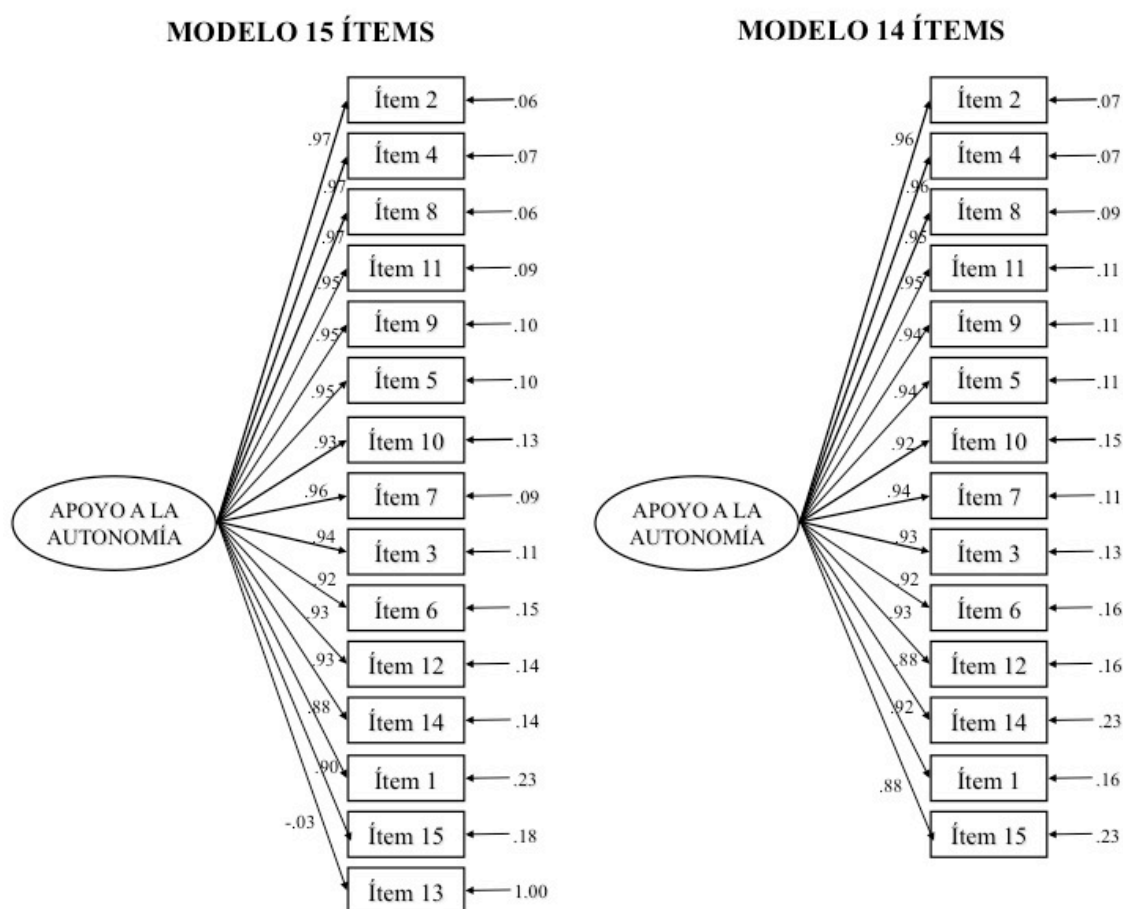 MODELO 15 ÍTEMS
.97
.97
.97
.95
.95
.95
.93
.96
.94
.92
.93
.93
.88
.90
-.03
APOYO A LA
AUTONOMÍA
Ítem 2
.06
Ítem 4
.07
Ítem 8
.06
Ítem 11
.09
Ítem 9
.10
Ítem 5
.10
Ítem 10
.13
Ítem 7
.09
Ítem 3
.11
Ítem 6
.15
Ítem 12
.14
Ítem 14
.14
Ítem 1
.23
Ítem 15
.18
Ítem 13
1.00
MODELO 14 ÍTEMS
.96
.96
.95
.95
.94
.94
.92
.94
.93
.92
.93
.88
.92
.88
APOYO A LA
AUTONOMÍA
Ítem 2
.07
Ítem 4
.07
Ítem 8
.09
Ítem 11
.11
Ítem 9
.11
Ítem 5
.11
Ítem 10
.15
Ítem 7
.11
Ítem 3
.13
Ítem 6
.16
Ítem 12
.16
Ítem 14
.23
Ítem 1
.16
Ítem 15
.23